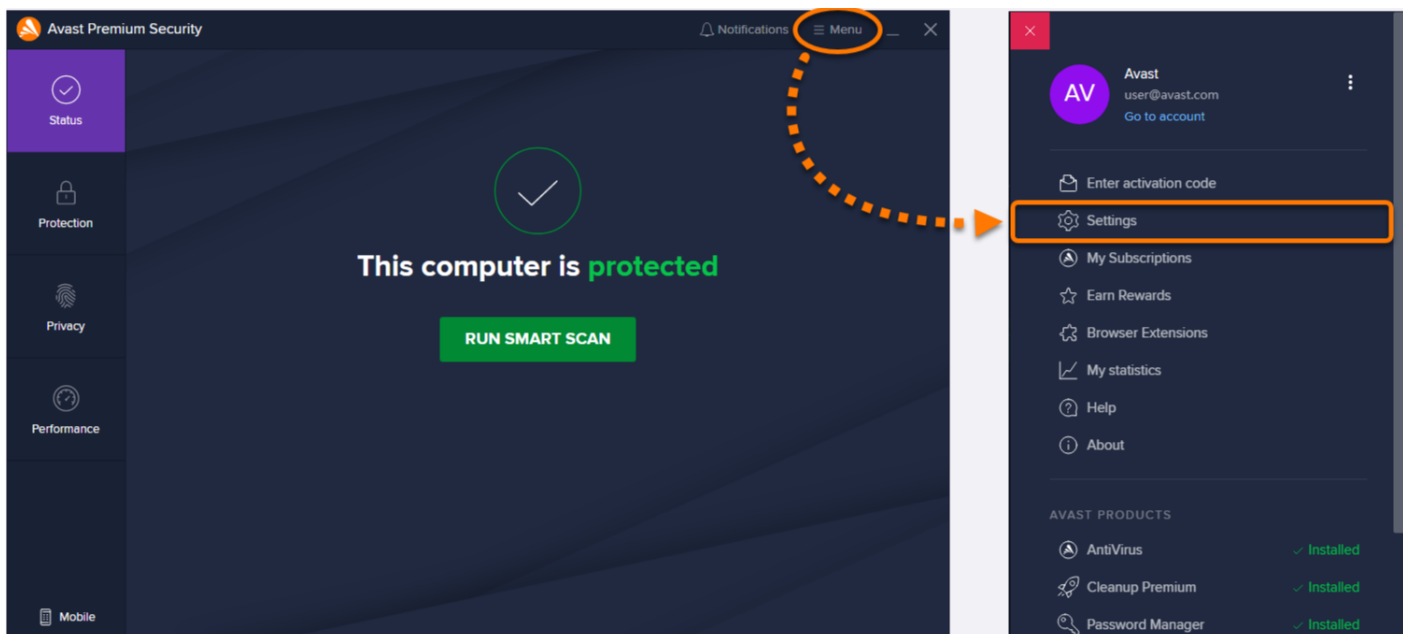 Avast Premium Security
Notifications
Menu
Status
Protection
Privacy
Performance
Mobile
This computer is protected
RUN SMART SCAN
AV
Avast
user@avast.com
Go to account
Enter activation code
Settings
My Subscriptions
Earn Rewards
Browser Extensions
My statistics
Help
About
AVAST PRODUCTS
AntiVirus Installed
Cleanup Premium Installed
Password Manager Installed